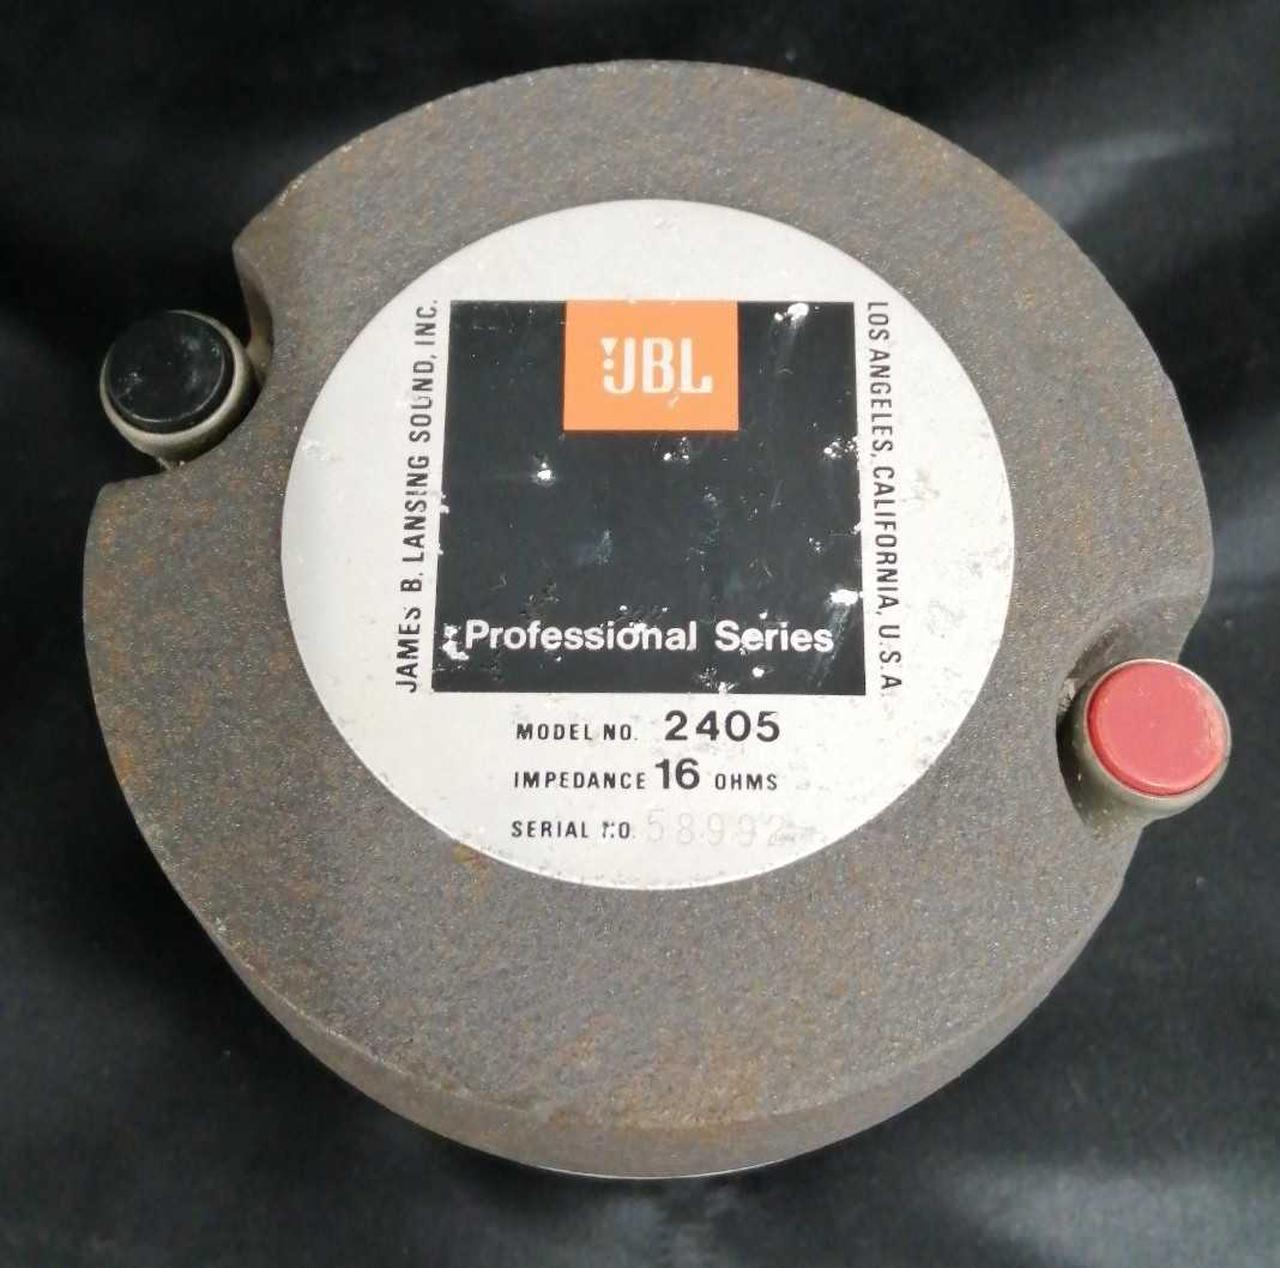 JBL
JAMES B. LANSING SOUND, INC.
LOS ANGELES, CALIFORNIA, U.S.A.
Professional Series
MODEL NO. 2405
IMPEDANCE 16 OHMS
SERIAL NO. 58992